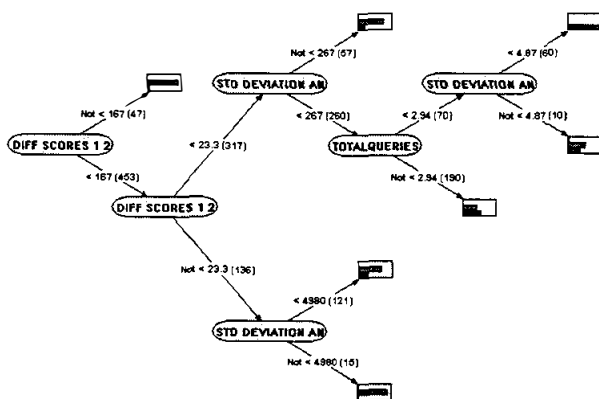 Not < 267 (57)
< 4.87 (60)
STD DEVIATION AN
STD DEVIATION AN
Not < 167 (47)
< 267 (260)
< 2.94 (70)
Not < 4.87 (10)
DIFF SCORES 1 2
< 23.3 (317)
TOTALQUERIES
< 167 (453)
Not < 2.94 (190)
DIFF SCORES 1 2
Not < 23.3 (136)
< 4980 (121)
STD DEVIATION AN
Not < 4980 (15)